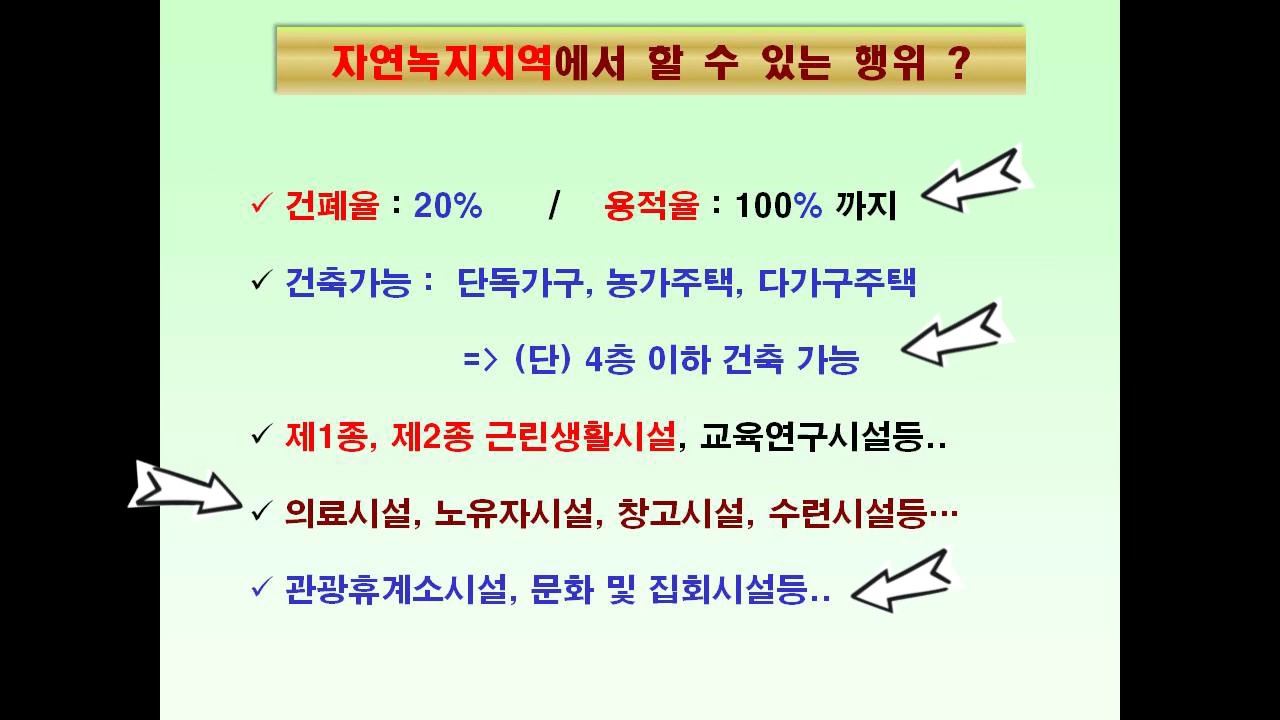 자연녹지지역에서 할 수 있는 행위 ?
✓ 건폐율 : 20% / 용적율 : 100% 까지
✓ 건축가능 : 단독가구, 농가주택, 다가구주택
=> (단) 4층 이하 건축 가능
✓ 제1종, 제2종 근린생활시설, 교육연구시설등..
✓ 의료시설, 노유자시설, 창고시설, 수련시설등…
✓ 관광휴계소시설, 문화 및 집회시설등..